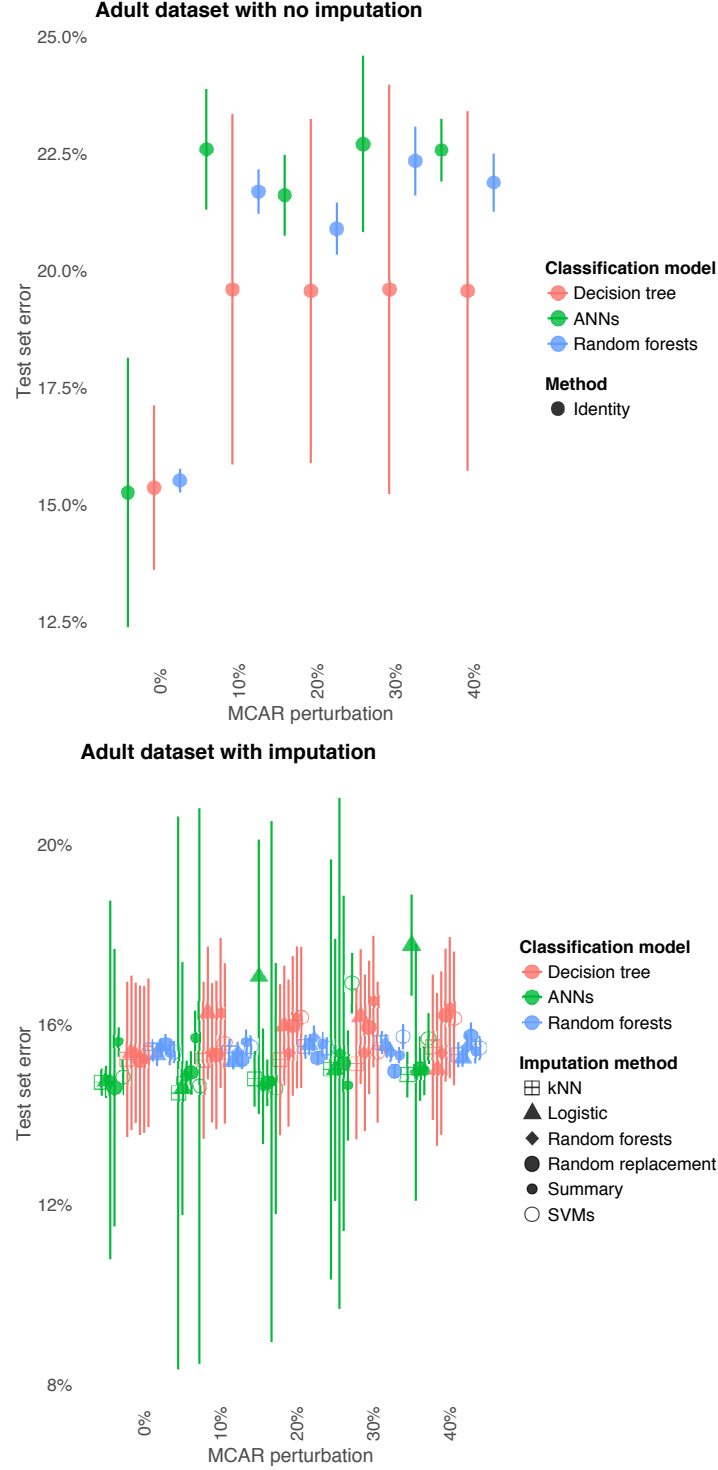 Adult dataset with no imputation
25.0%
22.5%
20.0%
17.5%
15.0%
12.5%
Test set error
0%
10%
20%
30%
40%
MCAR perturbation
Classification model
Decision tree
ANNs
Random forests
Method
Identity
Adult dataset with imputation
20%
16%
12%
8%
Test set error
0%
10%
20%
30%
40%
MCAR perturbation
Classification model
Decision tree
ANNs
Random forests
Imputation method
kNN
Logistic
Random forests
Random replacement
Summary
SVMs